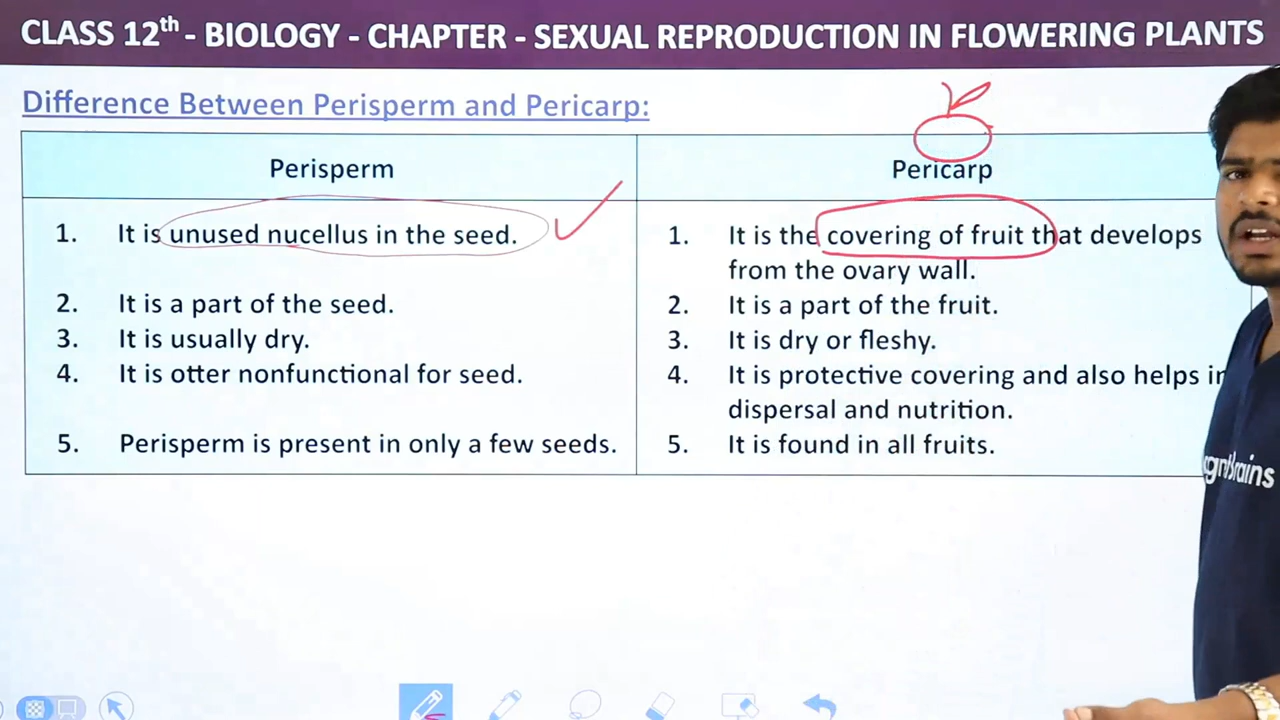 CLASS 12th - BIOLOGY - CHAPTER - SEXUAL REPRODUCTION IN FLOWERING PLANTS
Difference Between Perisperm and Pericarp:
Perisperm
1. It is unused nucellus in the seed.
2. It is a part of the seed.
3. It is usually dry.
4. It is otter nonfunctional for seed.
5. Perisperm is present in only a few seeds.
Pericarp
1. It is the covering of fruit that develops
from the ovary wall.
2. It is a part of the fruit.
3. It is dry or fleshy.
4. It is protective covering and also helps in
dispersal and nutrition.
5. It is found in all fruits.